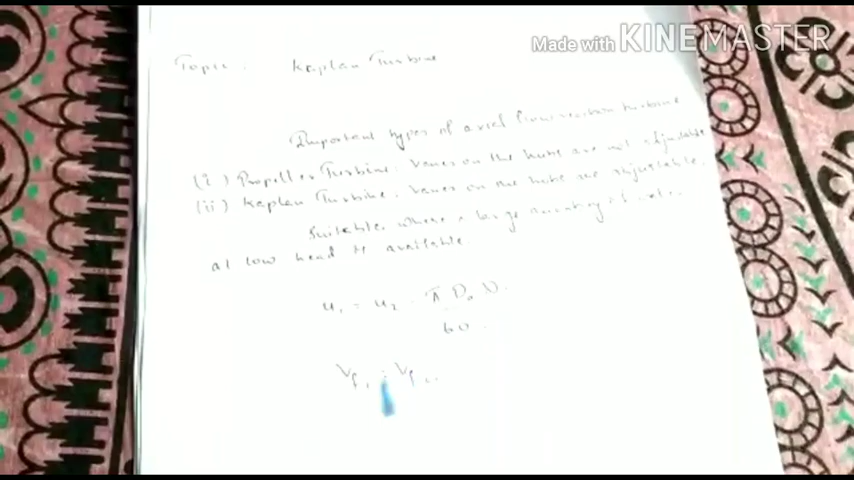 Made with KINEMASTER
Topic : Kaplan Turbine
Important types of axial flow reaction turbine
(i) Propeller Turbine. Vanes on the hub are not adjustable
(ii) Kaplan Turbine. Vanes on the hub are adjustable.
Suitable where a large quantity of water
at low head is available
u₁ = u₂ = π D₀ N
60
Vf₁ = Vf₂